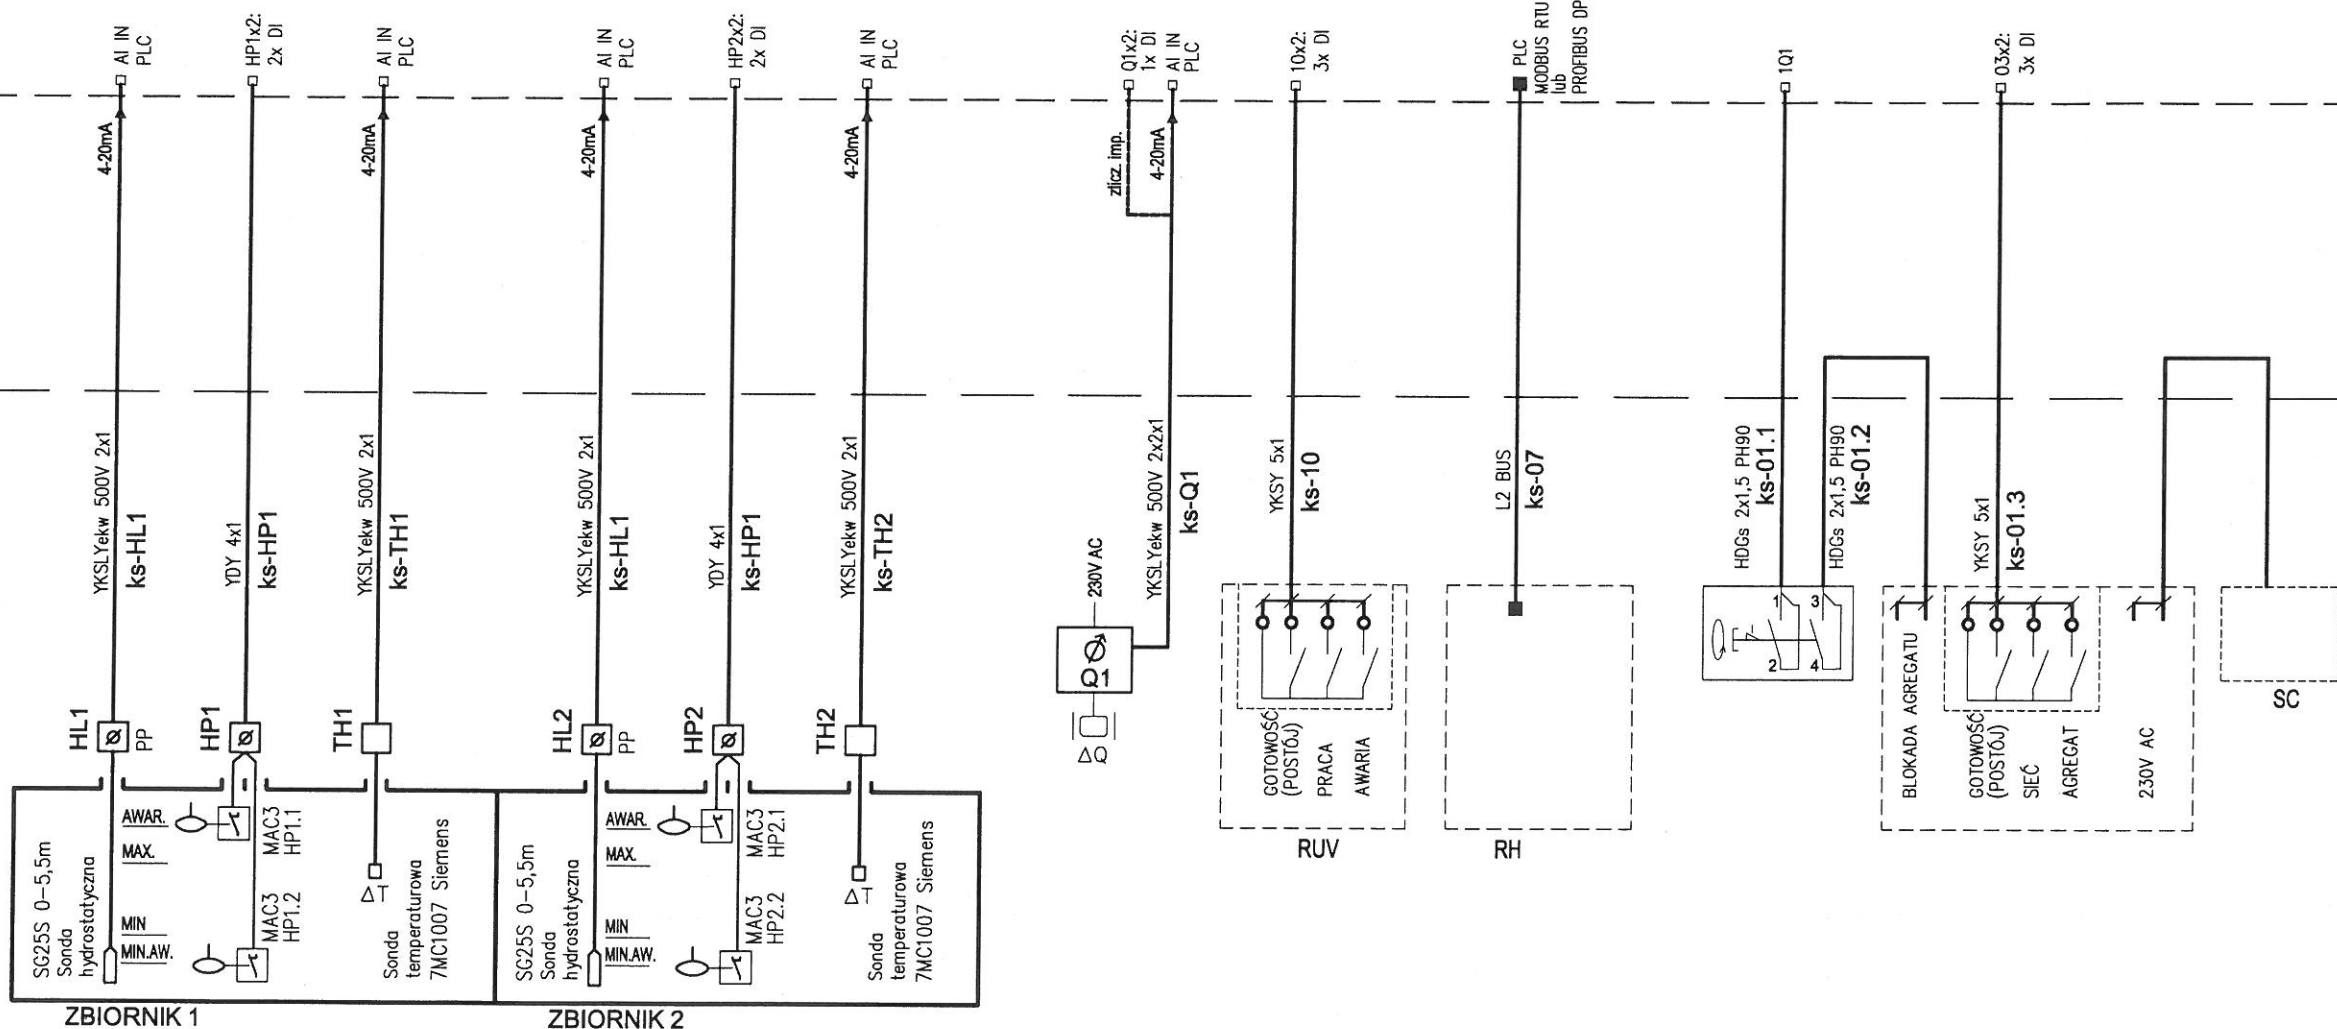 AI IN
PLC
HP1x2:
2x DI
AI IN
PLC
AI IN
PLC
HP2x2:
2x DI
AI IN
PLC
Q1x2:
1x DI
AI IN
PLC
10x2:
3x DI
PLC
MODBUS RTU
lub
PROFIBUS DP
1Q1
03x2:
3x DI
4-20mA
4-20mA
4-20mA
4-20mA
zlicz. imp.
4-20mA
YKSLYekw 500V 2x1
ks-HL1
YDY 4x1
ks-HP1
YKSLYekw 500V 2x1
ks-TH1
YKSLYekw 500V 2x1
ks-HL1
YDY 4x1
ks-HP1
YKSLYekw 500V 2x1
ks-TH2
230V AC
YKSLYekw 500V 2x2x1
ks-Q1
YKSY 5x1
ks-10
L2 BUS
ks-07
HDGs 2x1,5 PH90
ks-01.1
HDGs 2x1,5 PH90
ks-01.2
YKSY 5x1
ks-01.3
HL1
PP
HP1
TH1
HL2
PP
HP2
TH2
Q1
ΔQ
1
2
3
4
GOTOWOŚĆ
(POSTÓJ)
PRACA
AWARIA
RUV
RH
BLOKADA AGREGATU
GOTOWOŚĆ
(POSTÓJ)
SIEĆ
AGREGAT
230V AC
SC
SG25S 0-5,5m
Sonda
hydrostatyczna
AWAR.
MAX.
MIN
MIN.AW.
MAC3
HP1.1
MAC3
HP1.2
ΔT
Sonda
temperaturowa
7MC1007 Siemens
SG25S 0-5,5m
Sonda
hydrostatyczna
AWAR.
MAX.
MIN
MIN.AW.
MAC3
HP2.1
MAC3
HP2.2
ΔT
Sonda
temperaturowa
7MC1007 Siemens
ZBIORNIK 1
ZBIORNIK 2